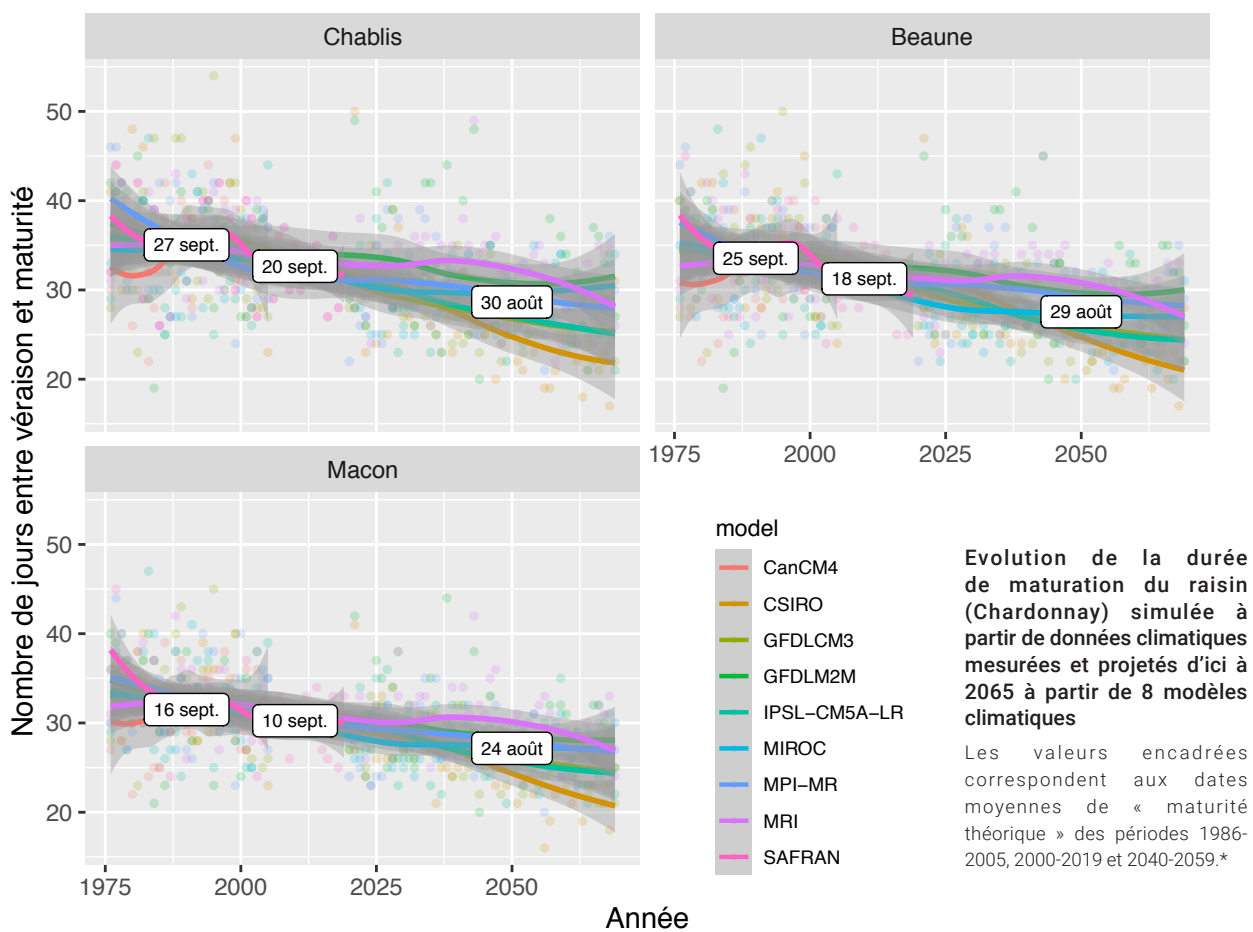 Chablis
Beaune
Nombre de jours entre véraison et maturité
50
40
30
20
27 sept.
20 sept.
30 août
25 sept.
18 sept.
29 août
1975
2000
2025
2050
Macon
50
40
30
20
16 sept.
10 sept.
24 août
1975
2000
2025
2050
Année
model
CanCM4
CSIRO
GFDLCM3
GFDLM2M
IPSL−CM5A−LR
MIROC
MPI−MR
MRI
SAFRAN
Evolution de la durée
de maturation du raisin
(Chardonnay) simulée à
partir de données climatiques
mesurées et projetés d'ici à
2065 à partir de 8 modèles
climatiques
Les valeurs encadrées
correspondent aux dates
moyennes de « maturité
théorique » des périodes 1986-
2005, 2000-2019 et 2040-2059.*